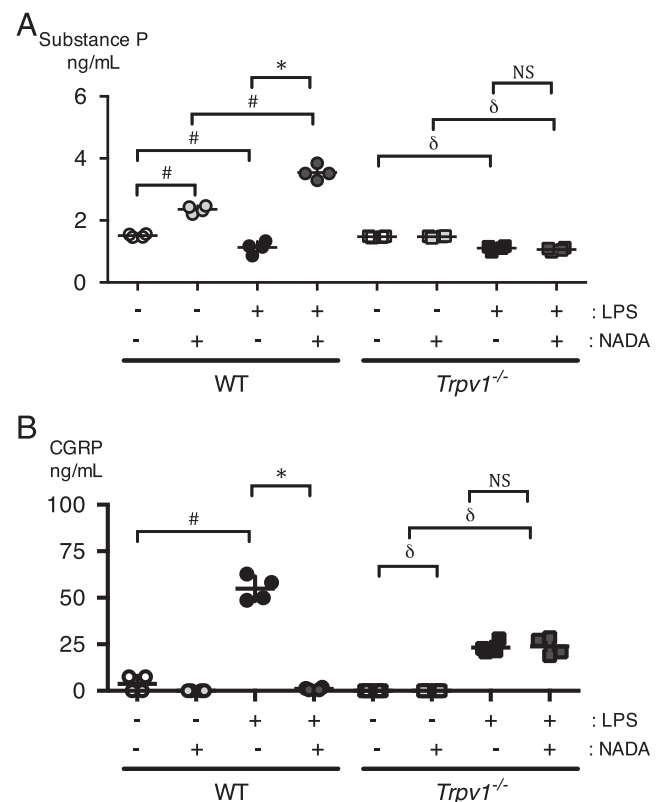 A
Substance P
ng/mL
*
NS
#
δ
#
δ
#
6
4
2
0
- - + + - - + + : LPS
- + - + - + - + : NADA
WT Trpv1-/-
B
CGRP
ng/mL
*
NS
#
δ
δ
100
75
50
25
0
- - + + - - + + : LPS
- + - + - + - + : NADA
WT Trpv1-/-